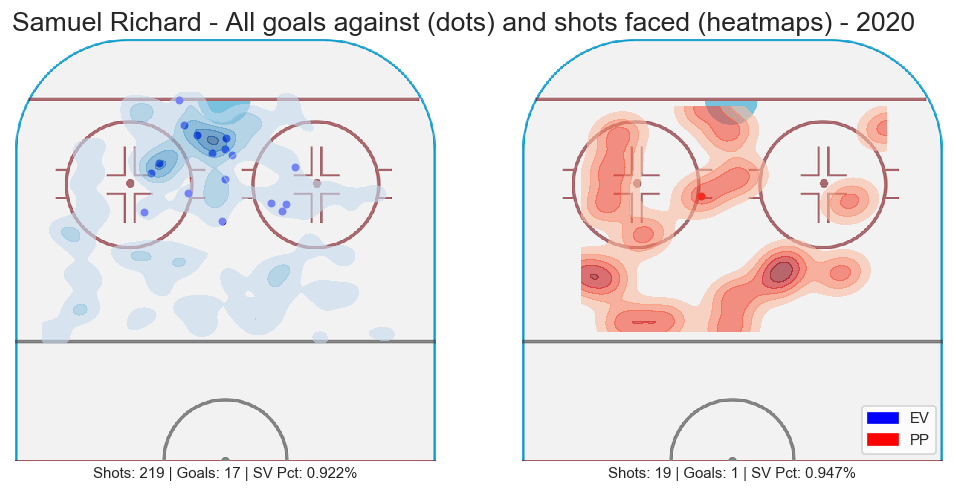 Samuel Richard - All goals against (dots) and shots faced (heatmaps) - 2020
EV
PP
Shots: 219 | Goals: 17 | SV Pct: 0.922%
Shots: 19 | Goals: 1 | SV Pct: 0.947%